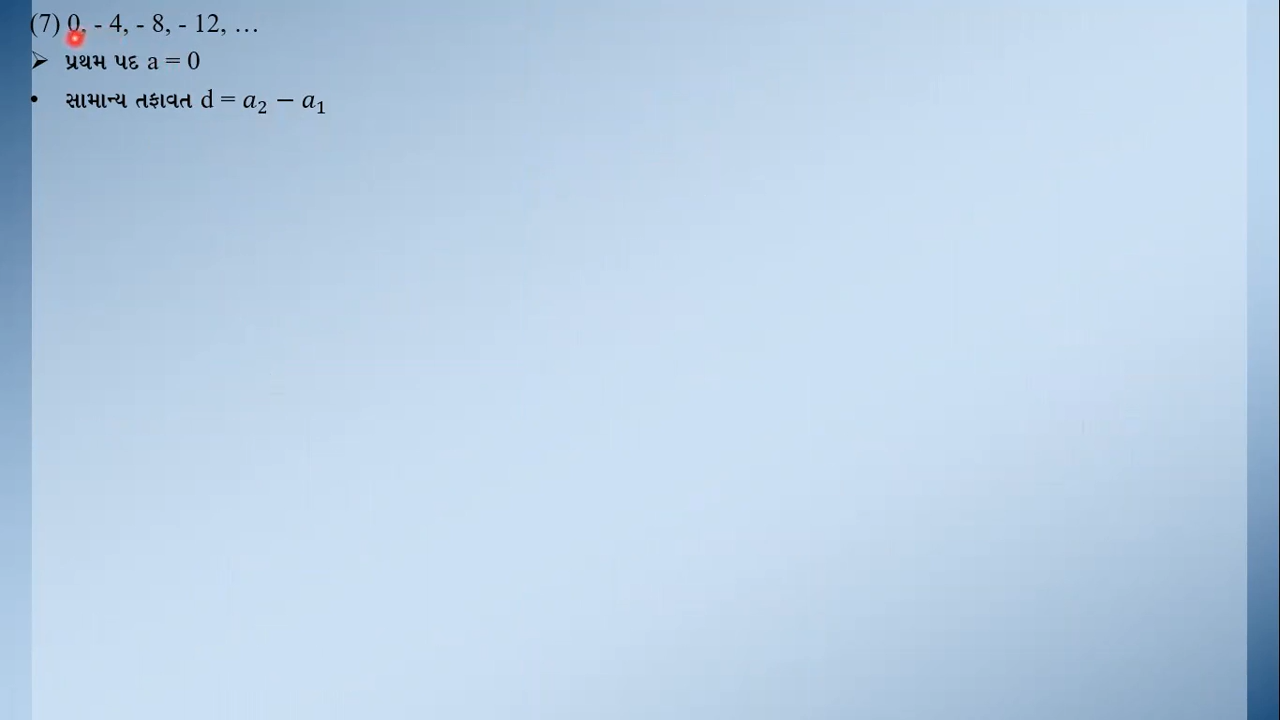 (7) 0, - 4, - 8, - 12, …
➢ પ્રથમ પદ a = 0
• સામાન્ય તફાવત d = a₂ − a₁